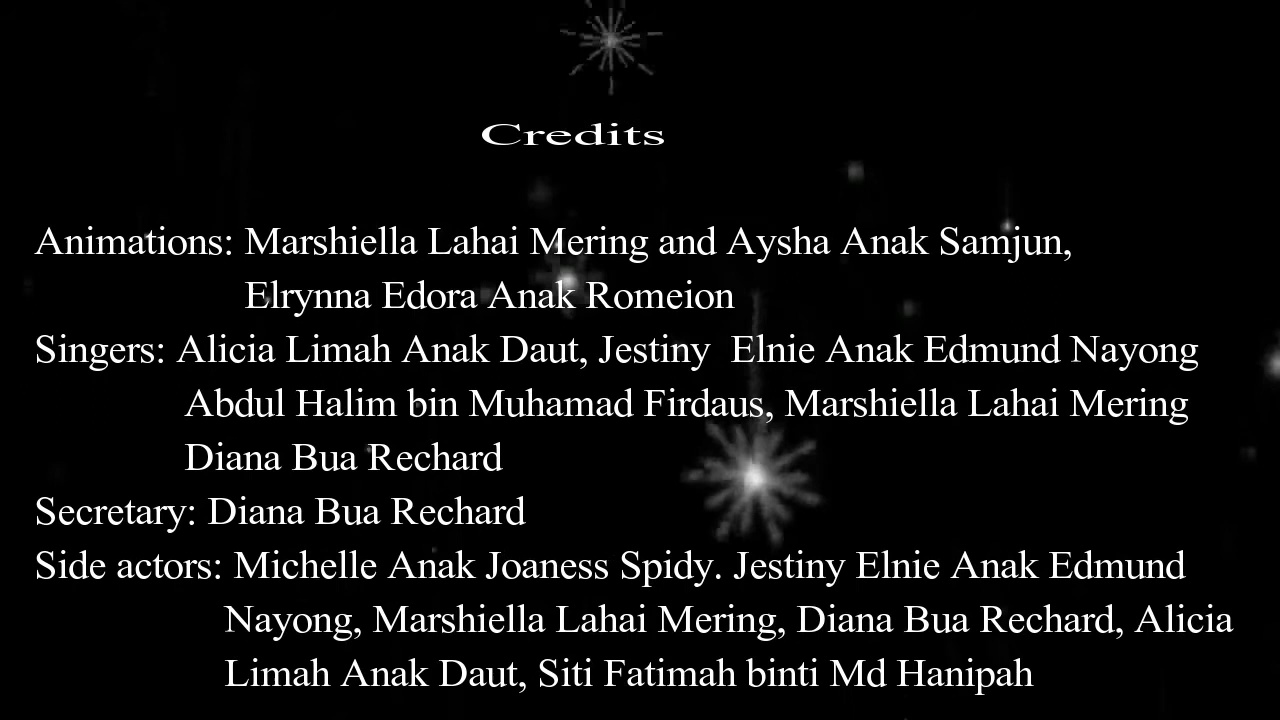 Credits
Animations: Marshiella Lahai Mering and Aysha Anak Samjun,
Elrynna Edora Anak Romeion
Singers: Alicia Limah Anak Daut, Jestiny  Elnie Anak Edmund Nayong
Abdul Halim bin Muhamad Firdaus, Marshiella Lahai Mering
Diana Bua Rechard
Secretary: Diana Bua Rechard
Side actors: Michelle Anak Joaness Spidy. Jestiny Elnie Anak Edmund
Nayong, Marshiella Lahai Mering, Diana Bua Rechard, Alicia
Limah Anak Daut, Siti Fatimah binti Md Hanipah